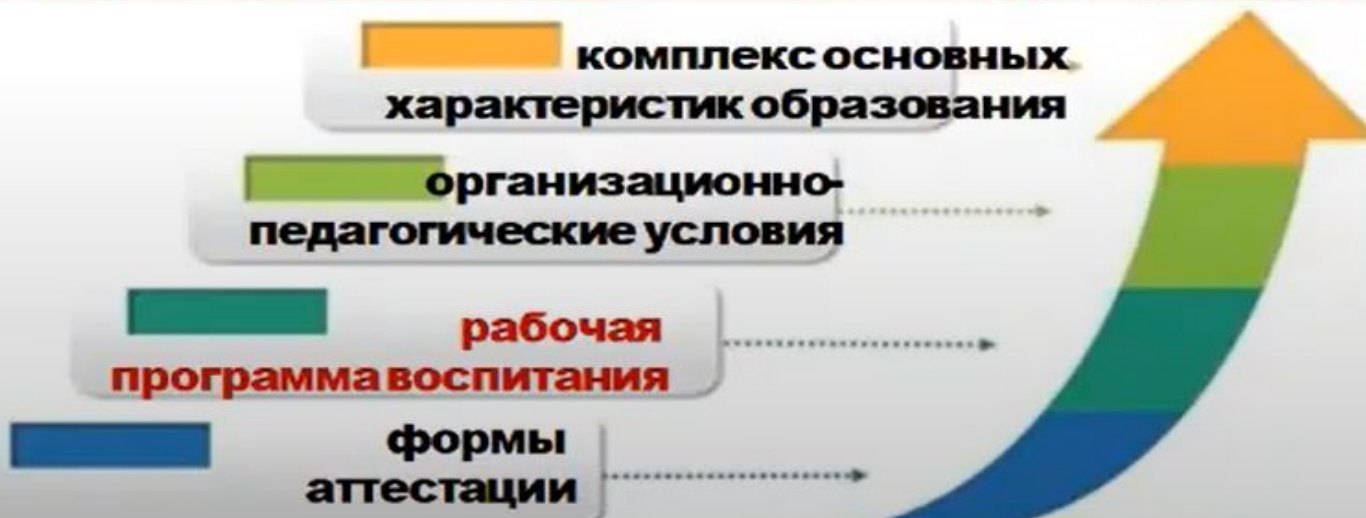 комплекс основных
характеристик образования
организационно-
педагогические условия
рабочая
программа воспитания
формы
аттестации